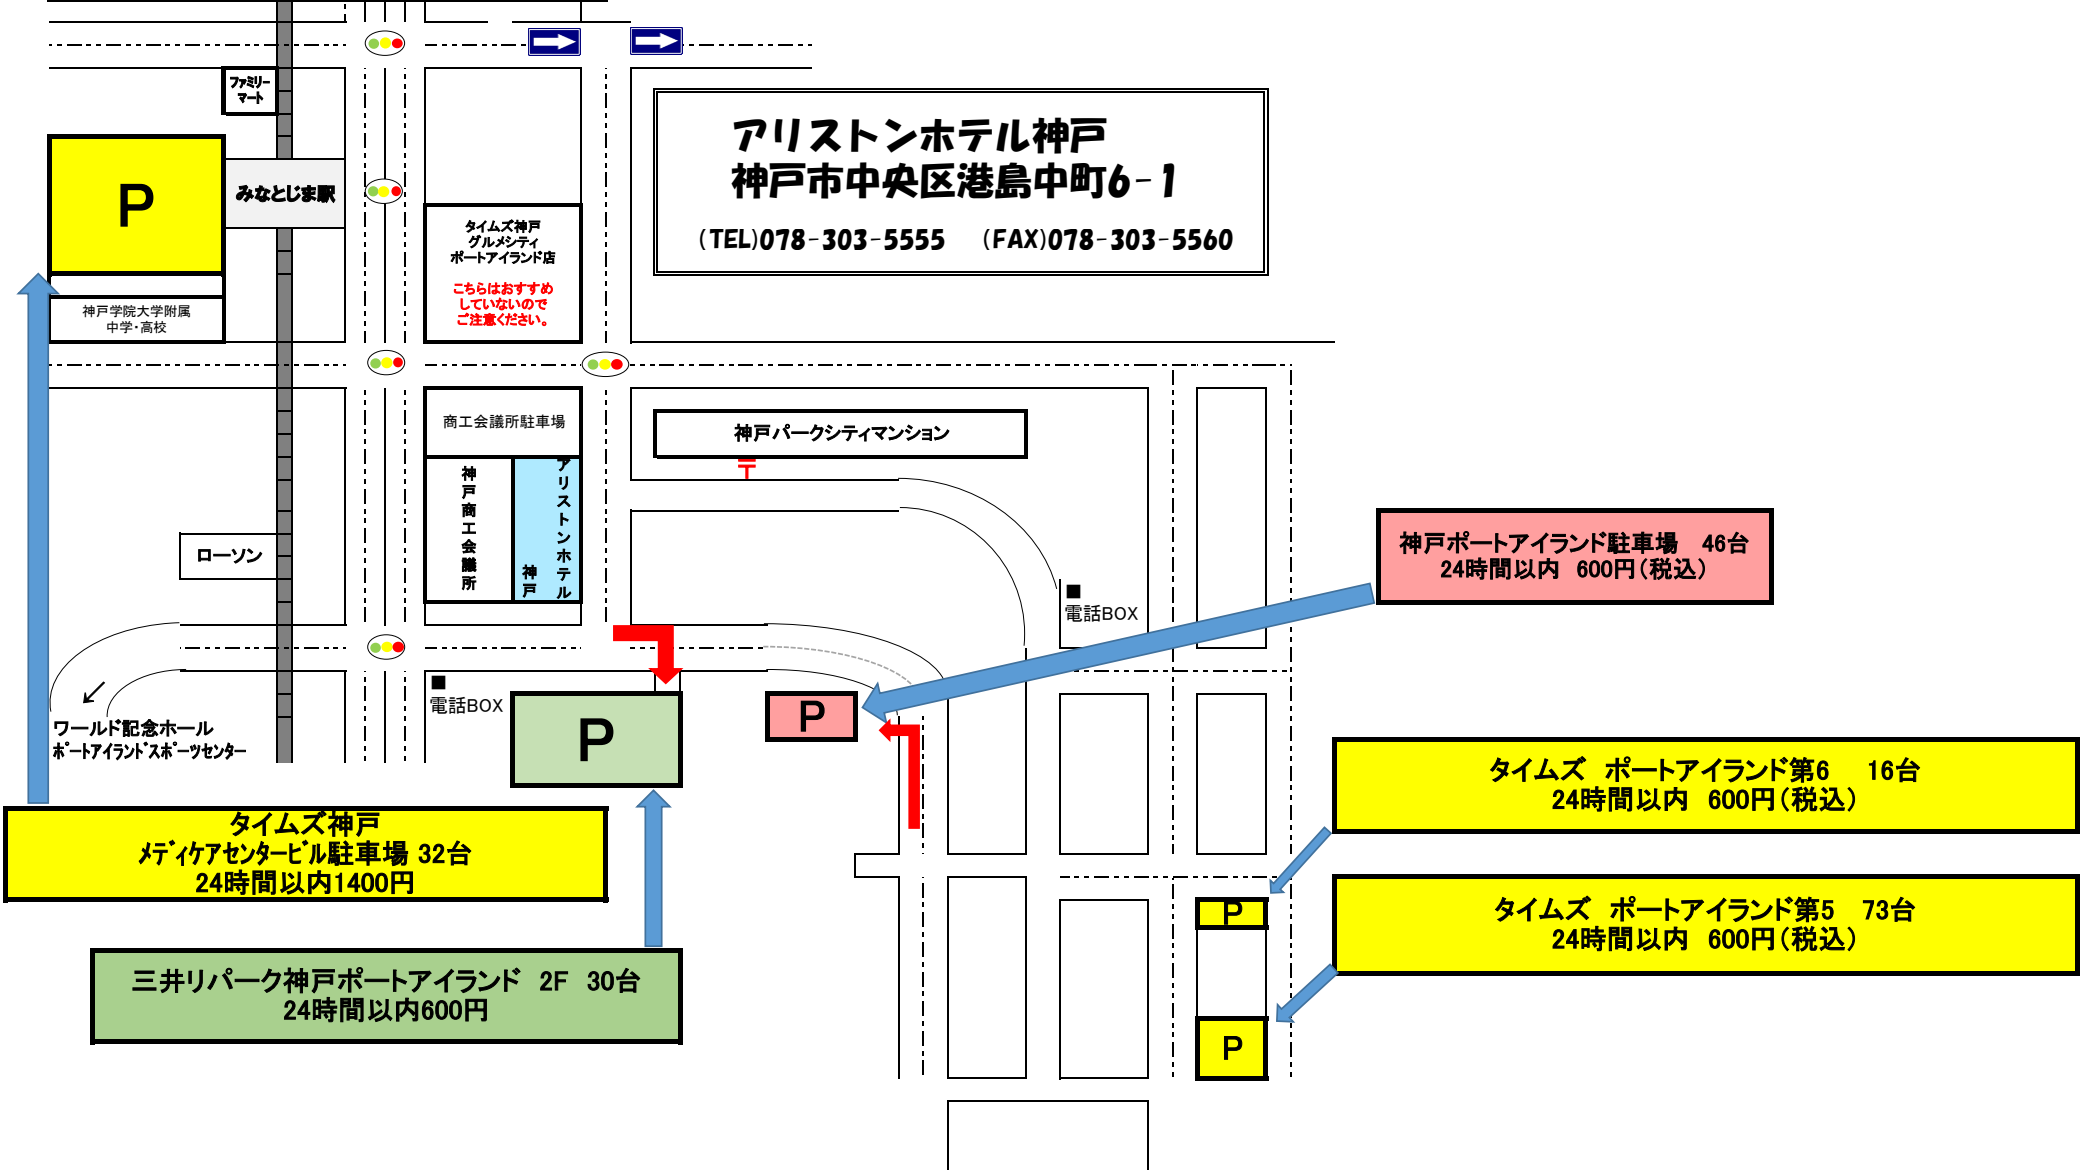 ファミリー
マート
P
みなとじま駅
神戸学院大学附属
中学・高校
タイムズ神戸
グルメシティ
ポートアイランド店
こちらはおすすめ
していないので
ご注意ください。
アリストンホテル神戸
神戸市中央区港島中町6-1
(TEL)078-303-5555 (FAX)078-303-5560
商工会議所駐車場
神戸商工会議所
アリストンホテル
神戸
神戸パークシティマンション
〒
ローソン
神戸ポートアイランド駐車場 46台
24時間以内 600円(税込)
■
電話BOX
■
電話BOX
P
P
ワールド記念ホール
ポートアイランドスポーツセンター
タイムズ神戸
メディケアセンタービル駐車場 32台
24時間以内1400円
三井リパーク神戸ポートアイランド 2F 30台
24時間以内600円
タイムズ ポートアイランド第6 16台
24時間以内 600円(税込)
P
タイムズ ポートアイランド第5 73台
24時間以内 600円(税込)
P